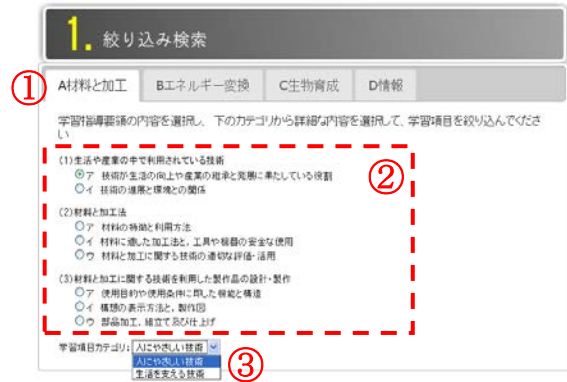 1. 絞り込み検索
① A材料と加工 Bエネルギー変換 C生物育成 D情報
学習指導要領の内容を選択し、下のカテゴリから詳細な内容を選択して、学習項目を絞り込んでくださ
い
(1)生活や産業の中で利用されている技術
ア 技術が生活の向上や産業の継承と発展に果たしている役割
②
イ 技術の進展と環境との関係
(2)材料と加工法
ア 材料の特徴と利用方法
イ 材料に適した加工法と、工具や機器の安全な使用
ウ 材料と加工に関する技術の適切な評価・活用
(3)材料と加工に関する技術を利用した製作品の設計・製作
ア 使用目的や使用条件に即した機能と構造
イ 構想の表示方法と、製作図
ウ 部品加工、組立て及び仕上げ
学習項目カテゴリ: 人にやさしい技術
人にやさしい技術
生活を支える技術
③